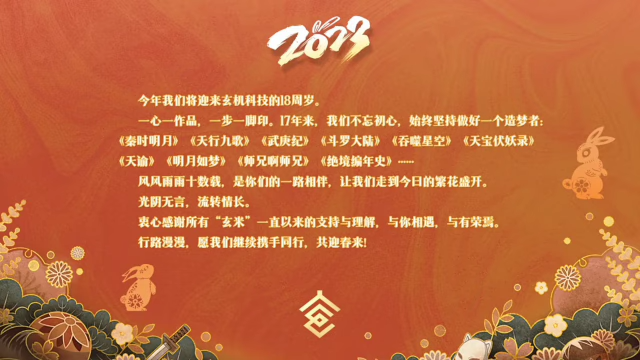 2023
今年我们将迎来玄机科技的18周岁。
一心一作品，一步一脚印。17年来，我们不忘初心，始终坚持做好一个造梦者：
《秦时明月》《天行九歌》《武庚纪》《斗罗大陆》《吞噬星空》《天宝伏妖录》
《天谕》《明月如梦》《师兄啊师兄》《绝境编年史》……
风风雨雨十数载，是你们的一路相伴，让我们走到今日的繁花盛开。
光阴无言，流转情长。
衷心感谢所有“玄米”一直以来的支持与理解，与你相遇，与有荣焉。
行路漫漫，愿我们继续携手同行，共迎春来！